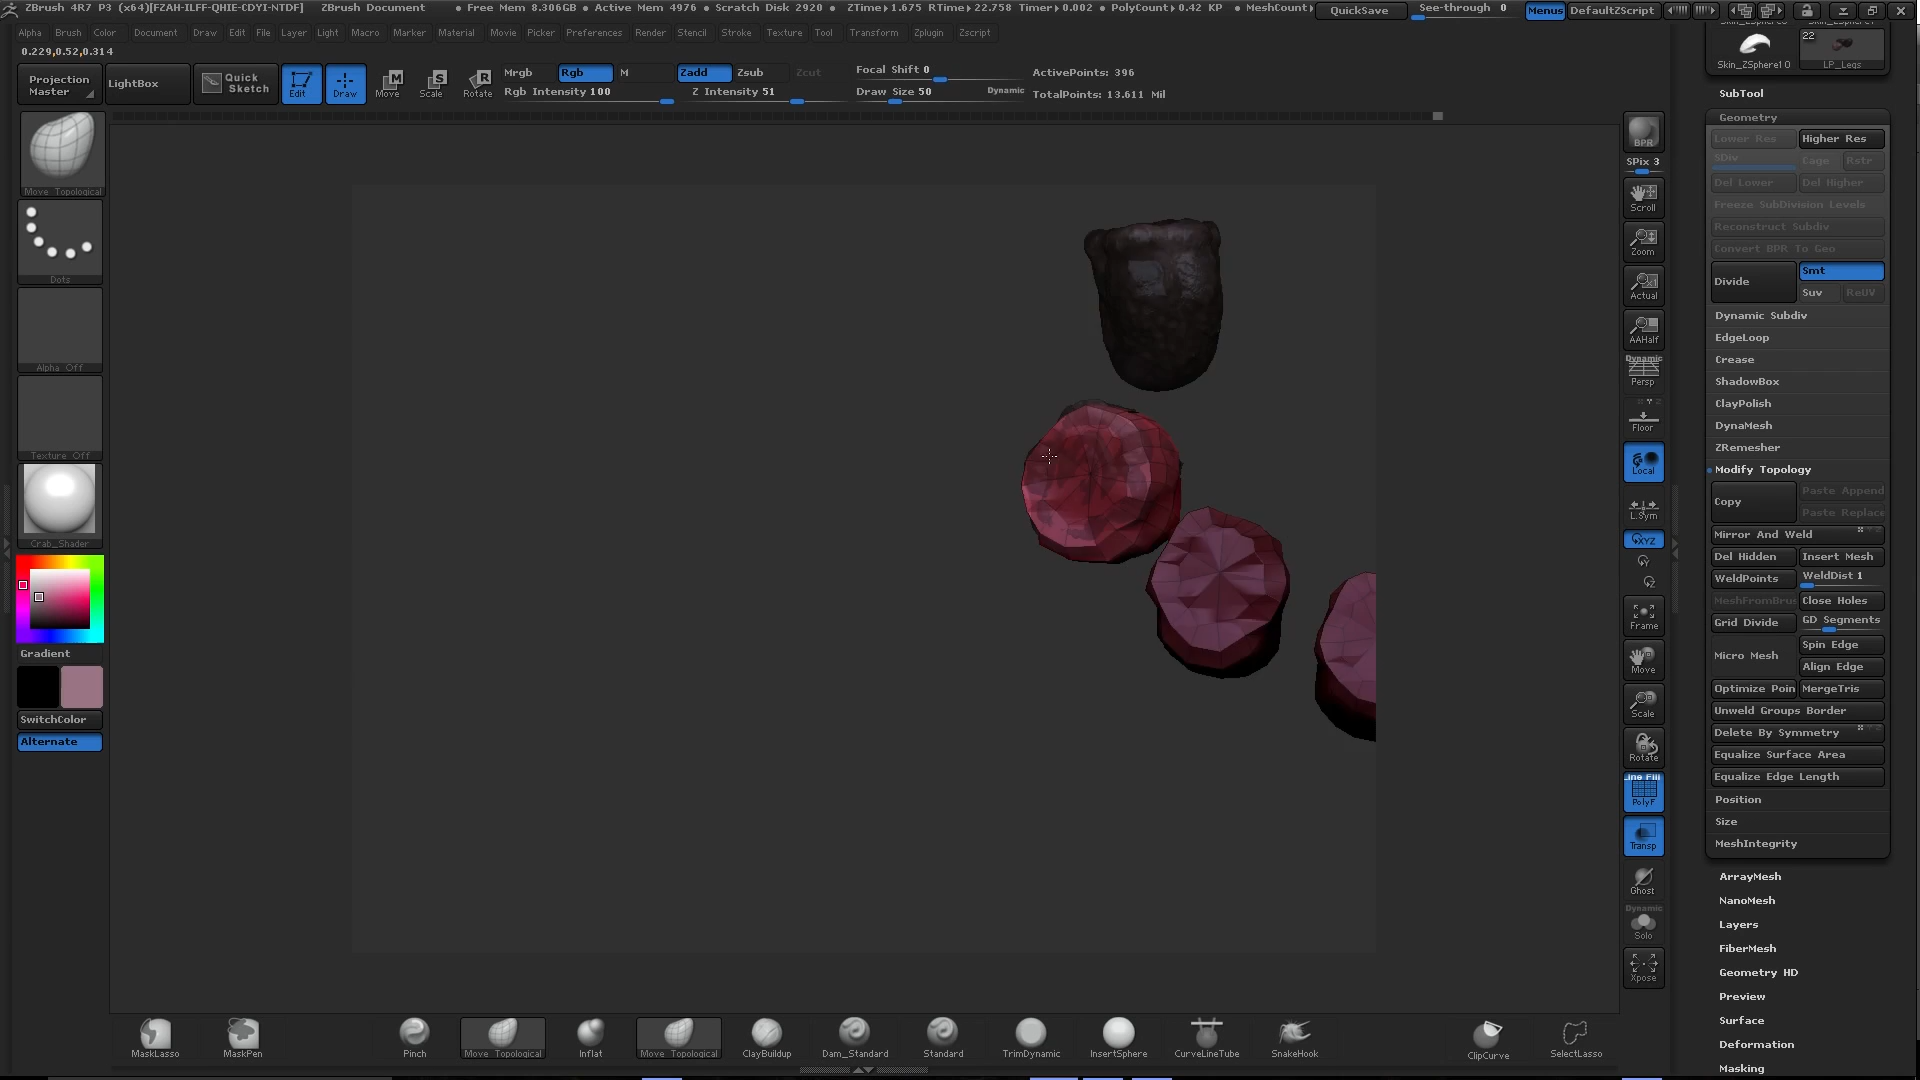 ZBrush 4R7 P3 (x64)[FZAH-ILFF-QHIE-CDYI-NTDF] ZBrush Document • Free Mem 8.306GB • Active Mem 4976 • Scratch Disk 2920 • ZTime▸1.675 RTime▸22.758 Timer▸0.002 • PolyCount▸0.42 KP • MeshCount▸ QuickSave See-through 0 Menus DefaultZScript
Alpha Brush Color Document Draw Edit File Layer Light Macro Marker Material Movie Picker Preferences Render Stencil Stroke Texture Tool Transform Zplugin Zscript
0.229,0.52,0.314
Projection Master
LightBox
Quick Sketch
Edit
Draw
Move
Scale
Rotate
Mrgb Rgb M
Rgb Intensity 100
Zadd Zsub Zcut
Z Intensity 51
Focal Shift 0
Draw Size 50 Dynamic
ActivePoints: 396
TotalPoints: 13.611 Mil
Move Topological
Dots
Alpha Off
Texture Off
Crab_Shader
Gradient
SwitchColor
Alternate
BPR
SPix 3
Scroll
Zoom
Actual
AAHalf
Dynamic
Persp
Floor
Local
L.Sym
XYZ
Frame
Move
Scale
Rotate
Line Fill
PolyF
Transp
Ghost
Dynamic
Solo
Xpose
22
Skin_ZSphere10 LP_Legs
SubTool
Geometry
Lower Res Higher Res
SDiv Cage Rstr
Del Lower Del Higher
Freeze SubDivision Levels
Reconstruct Subdiv
Convert BPR To Geo
Divide Smt
Suv ReUV
Dynamic Subdiv
EdgeLoop
Crease
ShadowBox
ClayPolish
DynaMesh
ZRemesher
Modify Topology
Copy Paste Append
Paste Replace
Mirror And Weld
Del Hidden Insert Mesh
WeldPoints WeldDist 1
MeshFromBrus Close Holes
Grid Divide GD Segments
Micro Mesh Spin Edge
Align Edge
Optimize Poin MergeTris
Unweld Groups Border
Delete By Symmetry
Equalize Surface Area
Equalize Edge Length
Position
Size
MeshIntegrity
ArrayMesh
NanoMesh
Layers
FiberMesh
Geometry HD
Preview
Surface
Deformation
Masking
MaskLasso MaskPen Pinch Move Topological Inflat Move Topological ClayBuildup Dam_Standard Standard TrimDynamic InsertSphere CurveLineTube SnakeHook ClipCurve SelectLasso